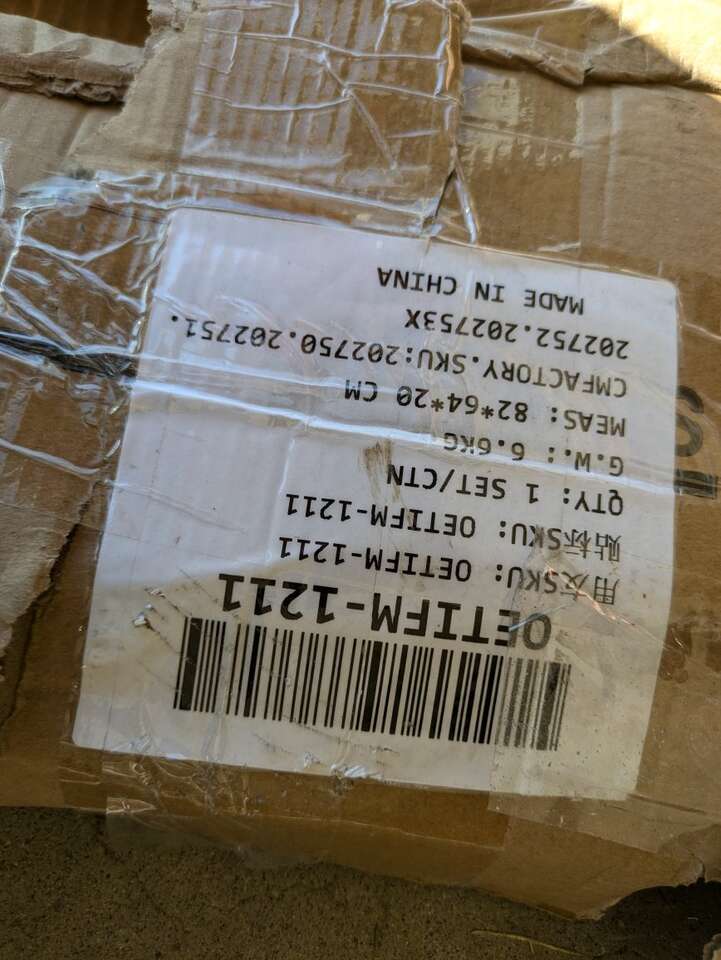 OETIFM-1211
用友SKU: OETIFM-1211
贴标SKU: OETIFM-1211
QTY: 1 SET/CTN
G.W.: 6.6KG
MEAS: 82*64*20 CM
CMFACTORY.SKU:202750.202751.
202752.202753X
MADE IN CHINA